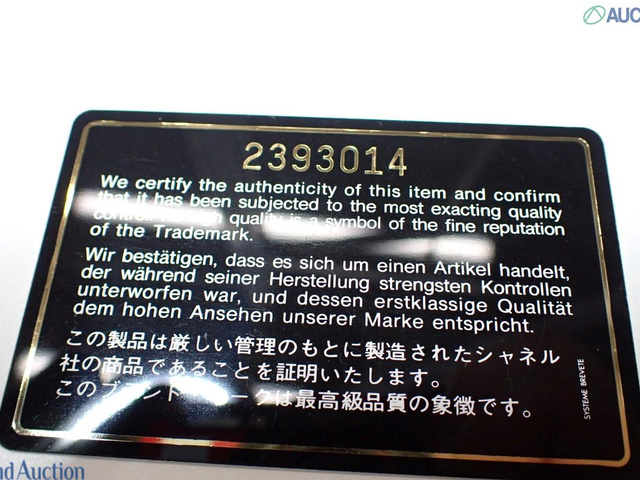 AUC
2393014
We certify the authenticity of this item and confirm
that it has been subjected to the most exacting quality
control. quality is a symbol of the fine reputation
of the Trademark.
Wir bestätigen, dass es sich um einen Artikel handelt,
der während seiner Herstellung strengsten Kontrollen
unterworfen war, und dessen erstklassige Qualität
dem hohen Ansehen unserer Marke entspricht.
この製品は厳しい管理のもとに製造されたシャネル
社の商品であることを証明いたします。
このブランドマークは最高級品質の象徴です。
SYSTEME BREVETE
nd Auction